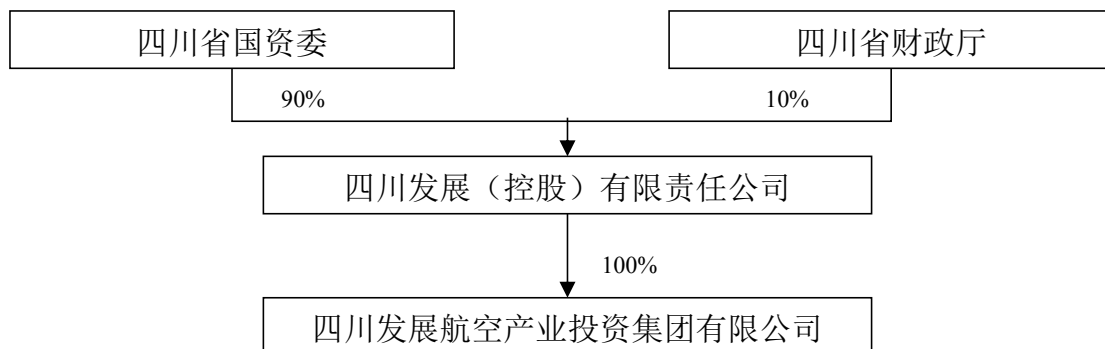 四川省国资委
四川省财政厅
90%
10%
四川发展（控股）有限责任公司
100%
四川发展航空产业投资集团有限公司